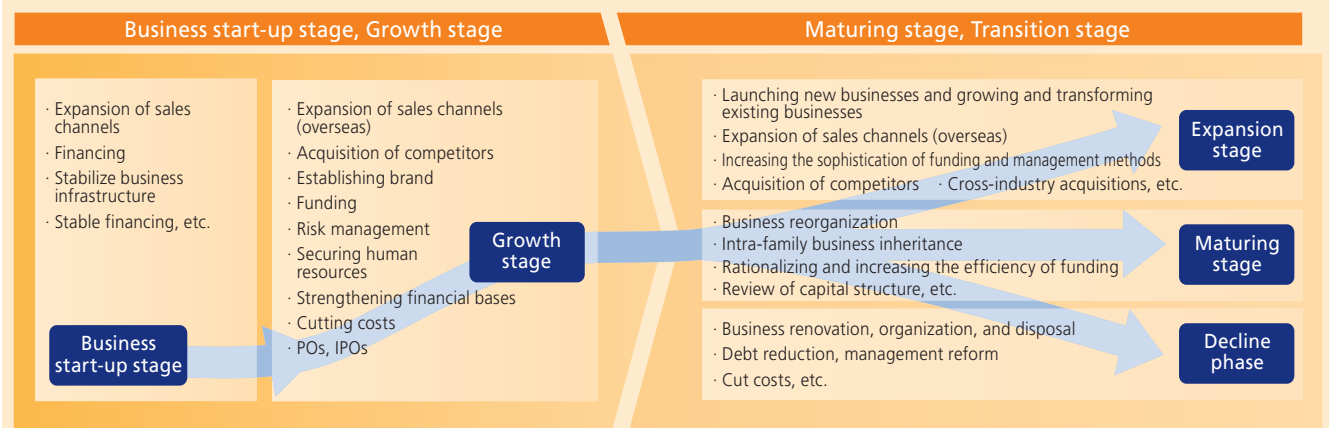 Business start-up stage, Growth stage
Maturing stage, Transition stage
· Expansion of sales
channels
· Financing
· Stabilize business
infrastructure
· Stable financing, etc.
Business
start-up stage
· Expansion of sales channels
(overseas)
· Acquisition of competitors
· Establishing brand
· Funding
· Risk management
· Securing human
resources
· Strengthening financial bases
· Cutting costs
· POs, IPOs
Growth
stage
· Launching new businesses and growing and transforming
existing businesses
· Expansion of sales channels (overseas)
· Increasing the sophistication of funding and management methods
· Acquisition of competitors · Cross-industry acquisitions, etc.
Expansion
stage
· Business reorganization
· Intra-family business inheritance
· Rationalizing and increasing the efficiency of funding
· Review of capital structure, etc.
Maturing
stage
· Business renovation, organization, and disposal
· Debt reduction, management reform
· Cut costs, etc.
Decline
phase